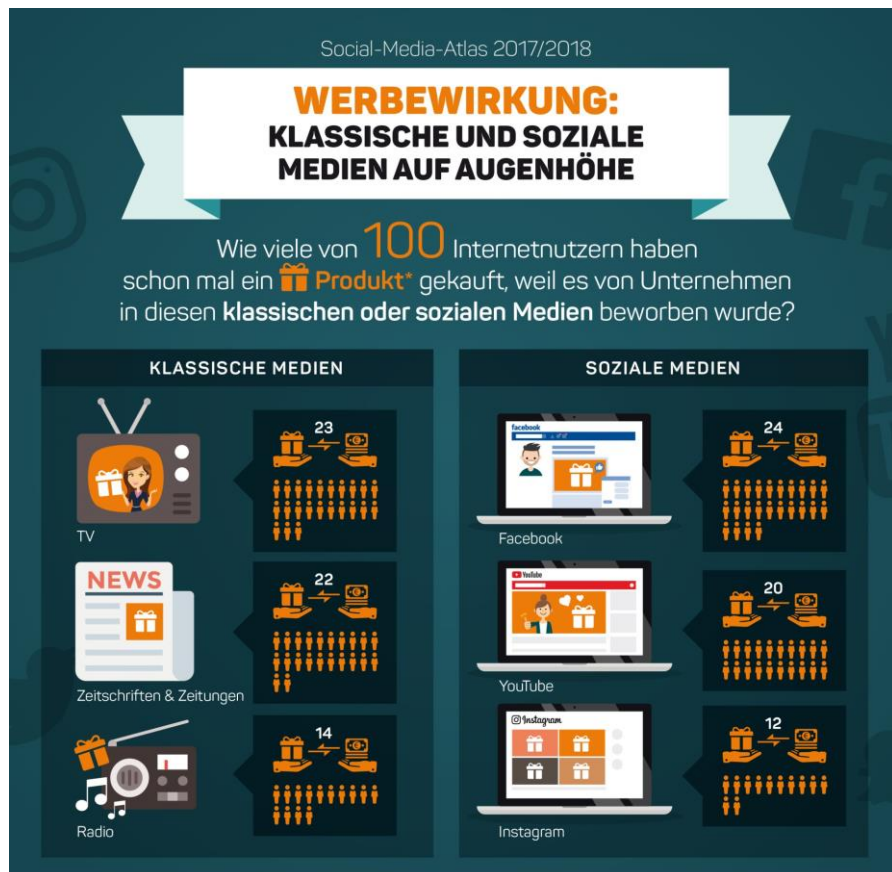 Social-Media-Atlas 2017/2018
WERBEWIRKUNG:
KLASSISCHE UND SOZIALE
MEDIEN AUF AUGENHÖHE
Wie viele von 100 Internetnutzern haben
schon mal ein Produkt* gekauft, weil es von Unternehmen
in diesen klassischen oder sozialen Medien beworben wurde?
KLASSISCHE MEDIEN
23
TV
NEWS
22
Zeitschriften & Zeitungen
14
Radio
SOZIALE MEDIEN
facebook
24
Facebook
YouTube
20
YouTube
Instagram
12
Instagram